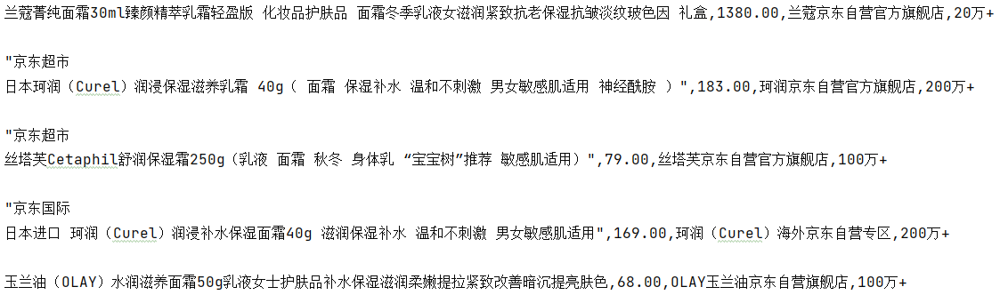 兰蔻菁纯面霜30ml臻颜精萃乳霜轻盈版 化妆品护肤品 面霜冬季乳液女滋润紧致抗老保湿抗皱淡纹玻色因 礼盒,1380.00,兰蔻京东自营官方旗舰店,20万+
"京东超市
日本珂润（Curel）润浸保湿滋养乳霜 40g（ 面霜 保湿补水 温和不刺激 男女敏感肌适用 神经酰胺 ）",183.00,珂润京东自营官方旗舰店,200万+
"京东超市
丝塔芙Cetaphil舒润保湿霜250g（乳液 面霜 秋冬 身体乳 “宝宝树”推荐 敏感肌适用）",79.00,丝塔芙京东自营官方旗舰店,100万+
"京东国际
日本进口 珂润（Curel）润浸补水保湿面霜40g 滋润保湿补水 温和不刺激 男女敏感肌适用",169.00,珂润（Curel）海外京东自营专区,200万+
玉兰油（OLAY）水润滋养面霜50g乳液女士护肤品补水保湿滋润柔嫩提拉紧致改善暗沉提亮肤色,68.00,OLAY玉兰油京东自营旗舰店,100万+